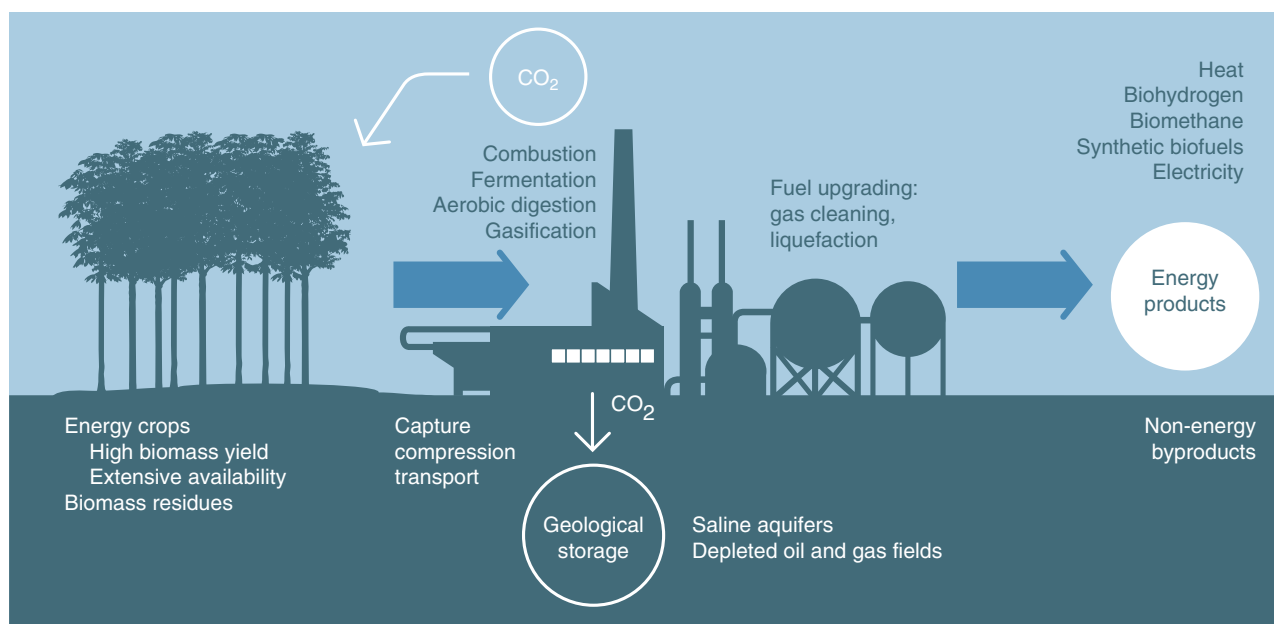 CO2
Combustion
Fermentation
Aerobic digestion
Gasification
Fuel upgrading:
gas cleaning,
liquefaction
Heat
Biohydrogen
Biomethane
Synthetic biofuels
Electricity
Energy
products
Energy crops
High biomass yield
Extensive availability
Biomass residues
Capture
compression
transport
CO2
Geological
storage
Saline aquifers
Depleted oil and gas fields
Non-energy
byproducts